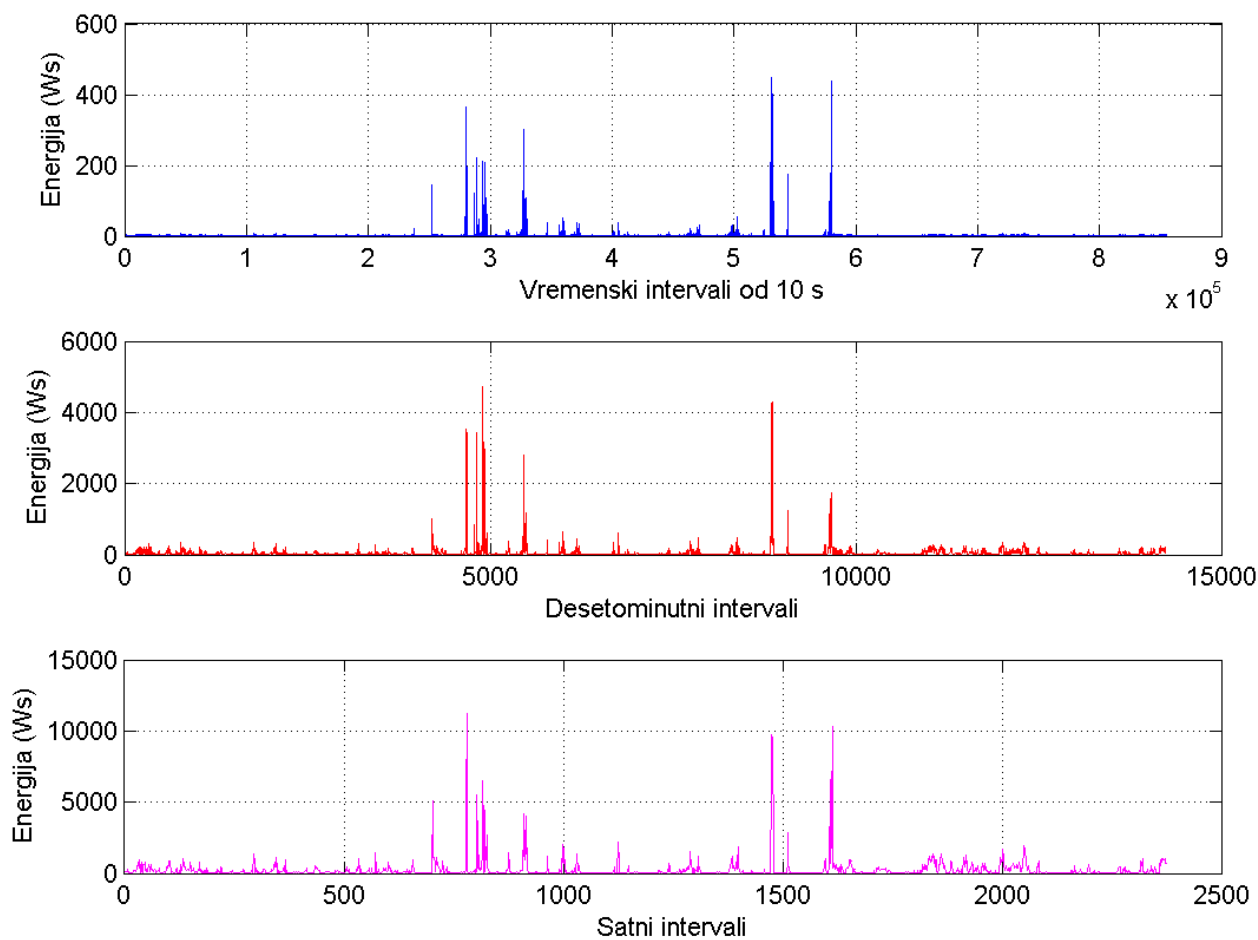 600
400
200
0
Energija (Ws)
0 1 2 3 4 5 6 7 8 9
Vremenski intervali od 10 s
x 10^5
6000
4000
2000
0
Energija (Ws)
0 5000 10000 15000
Desetominutni intervali
15000
10000
5000
0
Energija (Ws)
0 500 1000 1500 2000 2500
Satni intervali